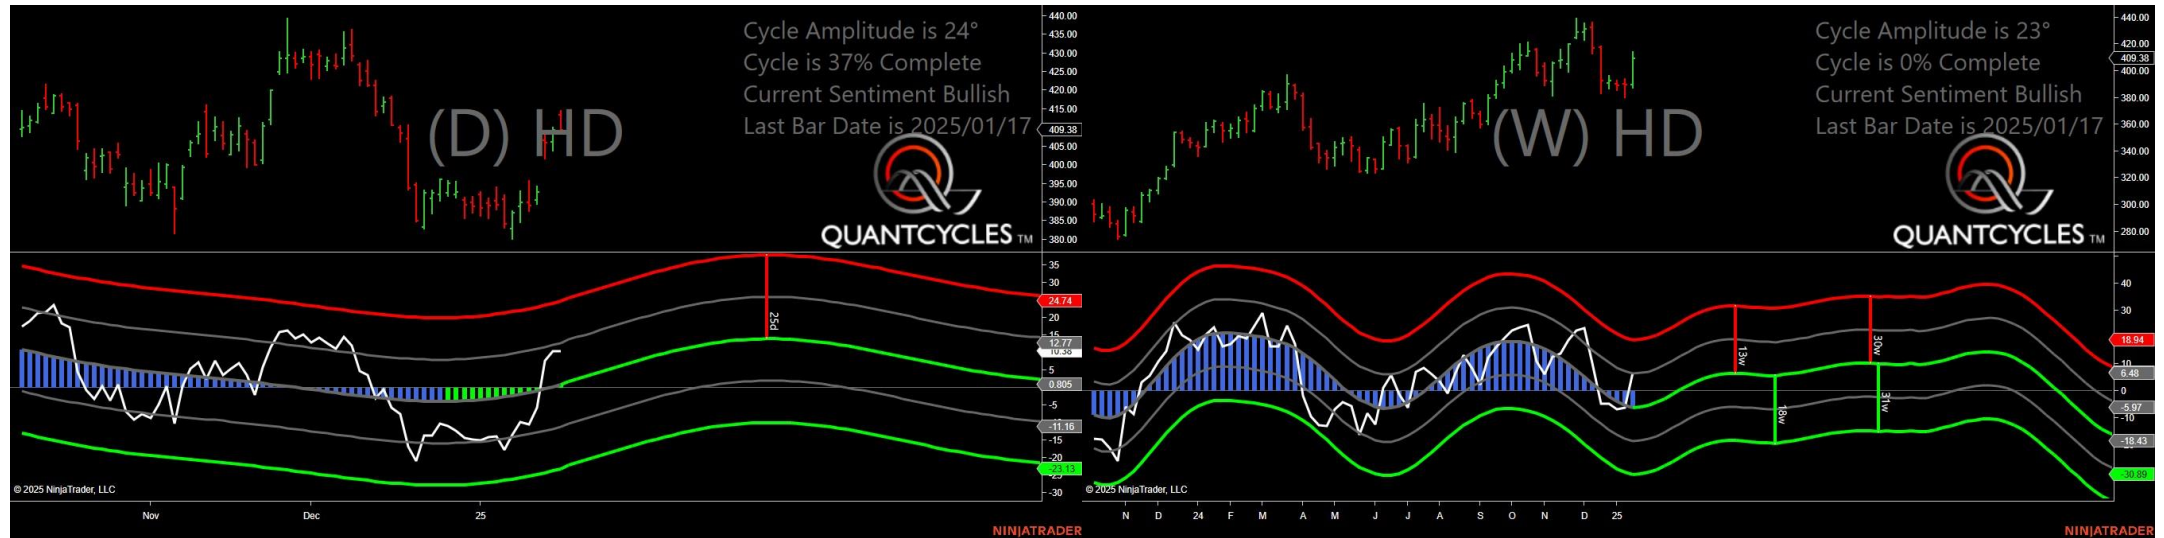 Cycle Amplitude is 24°
Cycle is 37% Complete
Current Sentiment Bullish
Last Bar Date is 2025/01/17
(D) HD
QUANTCYCLES TM
440.00
435.00
430.00
425.00
420.00
415.00
409.38
405.00
400.00
395.00
390.00
385.00
380.00
35
30
24.74
20
15
12.77
10.38
5
0.805
-5
-11.16
-15
-20
-23.13
-25
-30
25d
© 2025 NinjaTrader, LLC
Nov
Dec
25
NINJATRADER
Cycle Amplitude is 23°
Cycle is 0% Complete
Current Sentiment Bullish
Last Bar Date is 2025/01/17
(W) HD
QUANTCYCLES TM
440.00
420.00
409.38
400.00
380.00
360.00
340.00
320.00
300.00
280.00
40
30
18.94
10
6.48
0
-5.97
-10
-18.43
-30.89
13w
18w
30w
31w
© 2025 NinjaTrader, LLC
N D 24 F M A M J J A S O N D 25
NINJATRADER